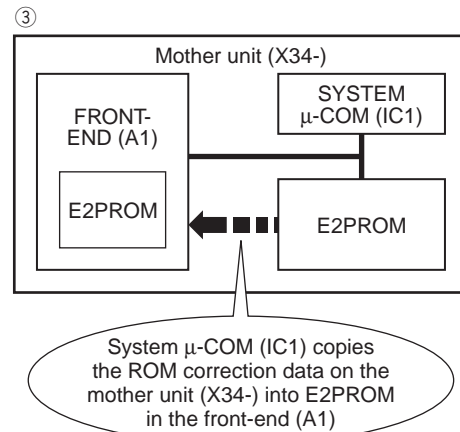 ③
Mother unit (X34-)
FRONT-
END (A1)
E2PROM
SYSTEM
μ-COM (IC1)
E2PROM
System μ-COM (IC1) copies
the ROM correction data on the
mother unit (X34-) into E2PROM
in the front-end (A1)